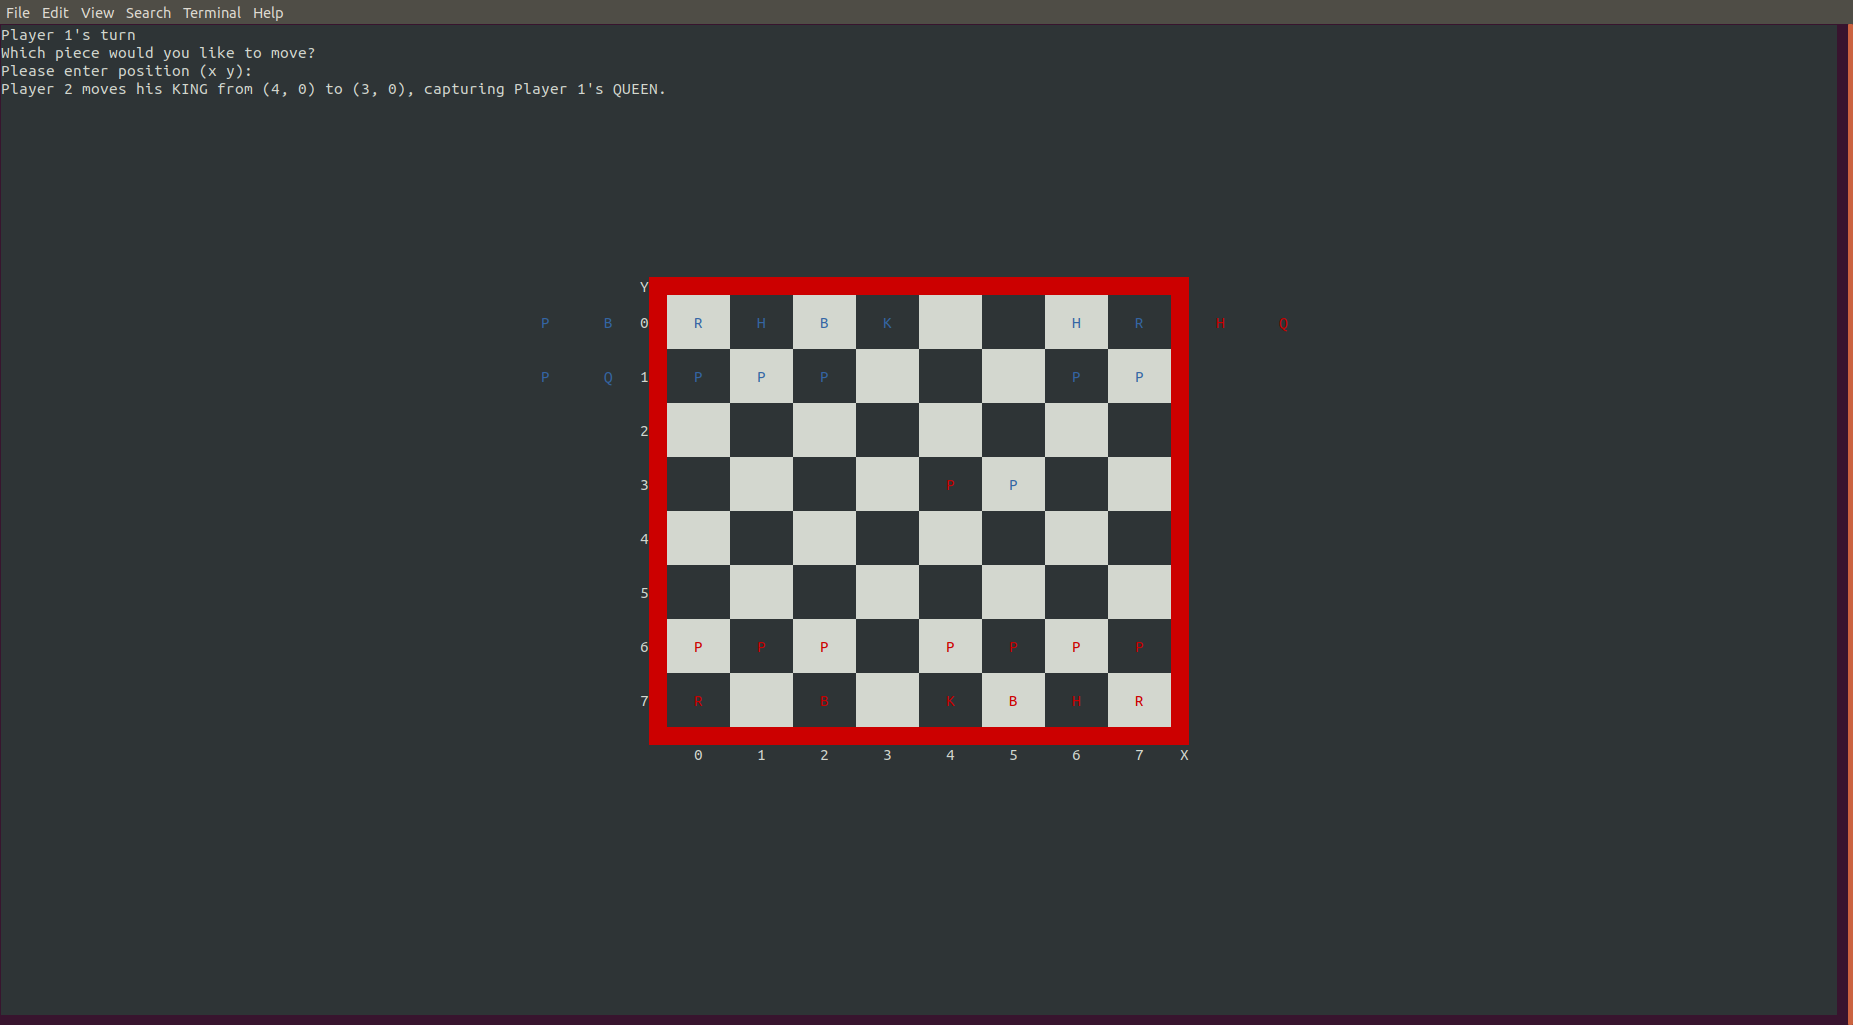 File Edit View Search Terminal Help
Player 1's turn
Which piece would you like to move?
Please enter position (x y):
Player 2 moves his KING from (4, 0) to (3, 0), capturing Player 1's QUEEN.
Y
P B 0 R H B K H R H Q
P Q 1 P P P P P
2
3 P P
4
5
6 P P P P P P P
7 R B K B H R
0 1 2 3 4 5 6 7 X